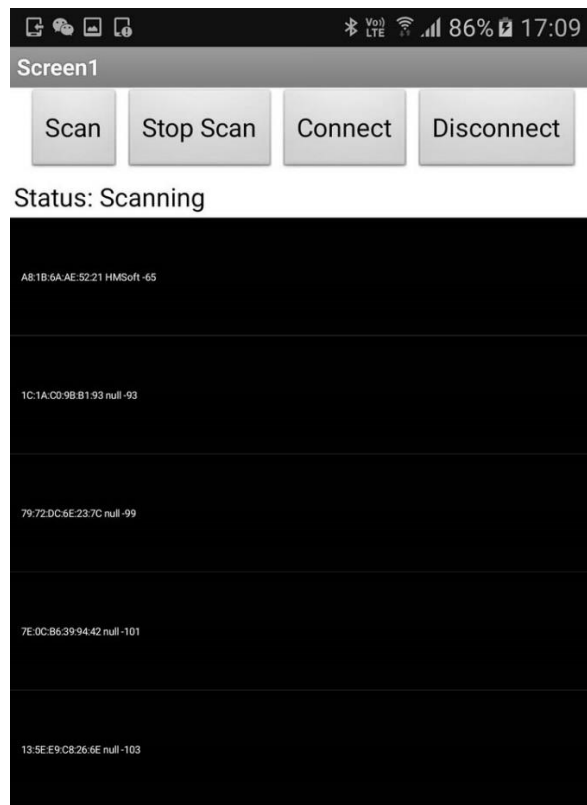 Vo)) LTE 86% 17:09
Screen1
Scan Stop Scan Connect Disconnect
Status: Scanning
A8:1B:6A:AE:52:21 HMSoft -65
1C:1A:C0:9B:B1:93 null -93
79:72:DC:6E:23:7C null -99
7E:0C:B6:39:94:42 null -101
13:5E:E9:C8:26:6E null -103